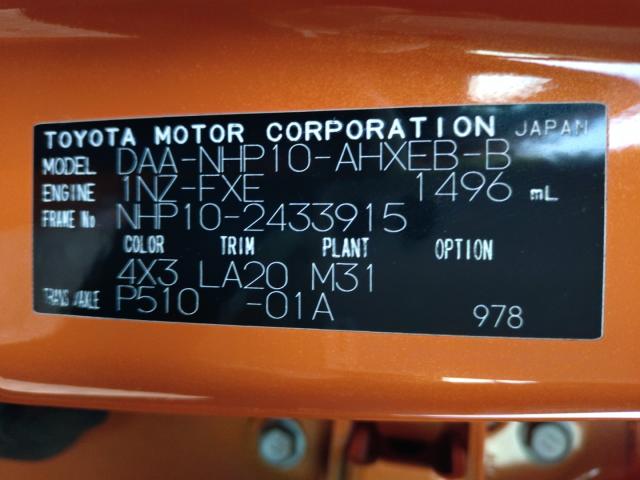 TOYOTA MOTOR CORPORATION JAPAN
MODEL DAA-NHP10-AHXEB-B
ENGINE 1NZ-FXE 1496 mL
FRAME No NHP10-2433915
COLOR TRIM PLANT OPTION
4X3 LA20 M31
TRANS/AXLE P510 -01A 978